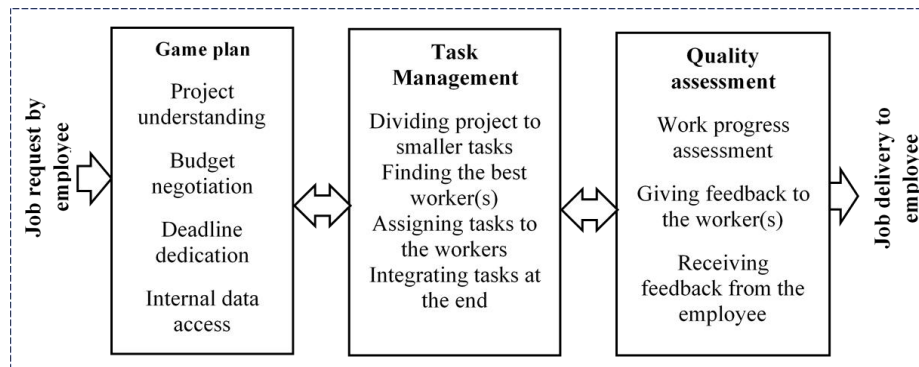 Job request by
employee
Game plan
Project
understanding
Budget
negotiation
Deadline
dedication
Internal data
access
Task
Management
Dividing project to
smaller tasks
Finding the best
worker(s)
Assigning tasks to
the workers
Integrating tasks at
the end
Quality
assessment
Work progress
assessment
Giving feedback to
the worker(s)
Receiving
feedback from the
employee
Job delivery to
employee